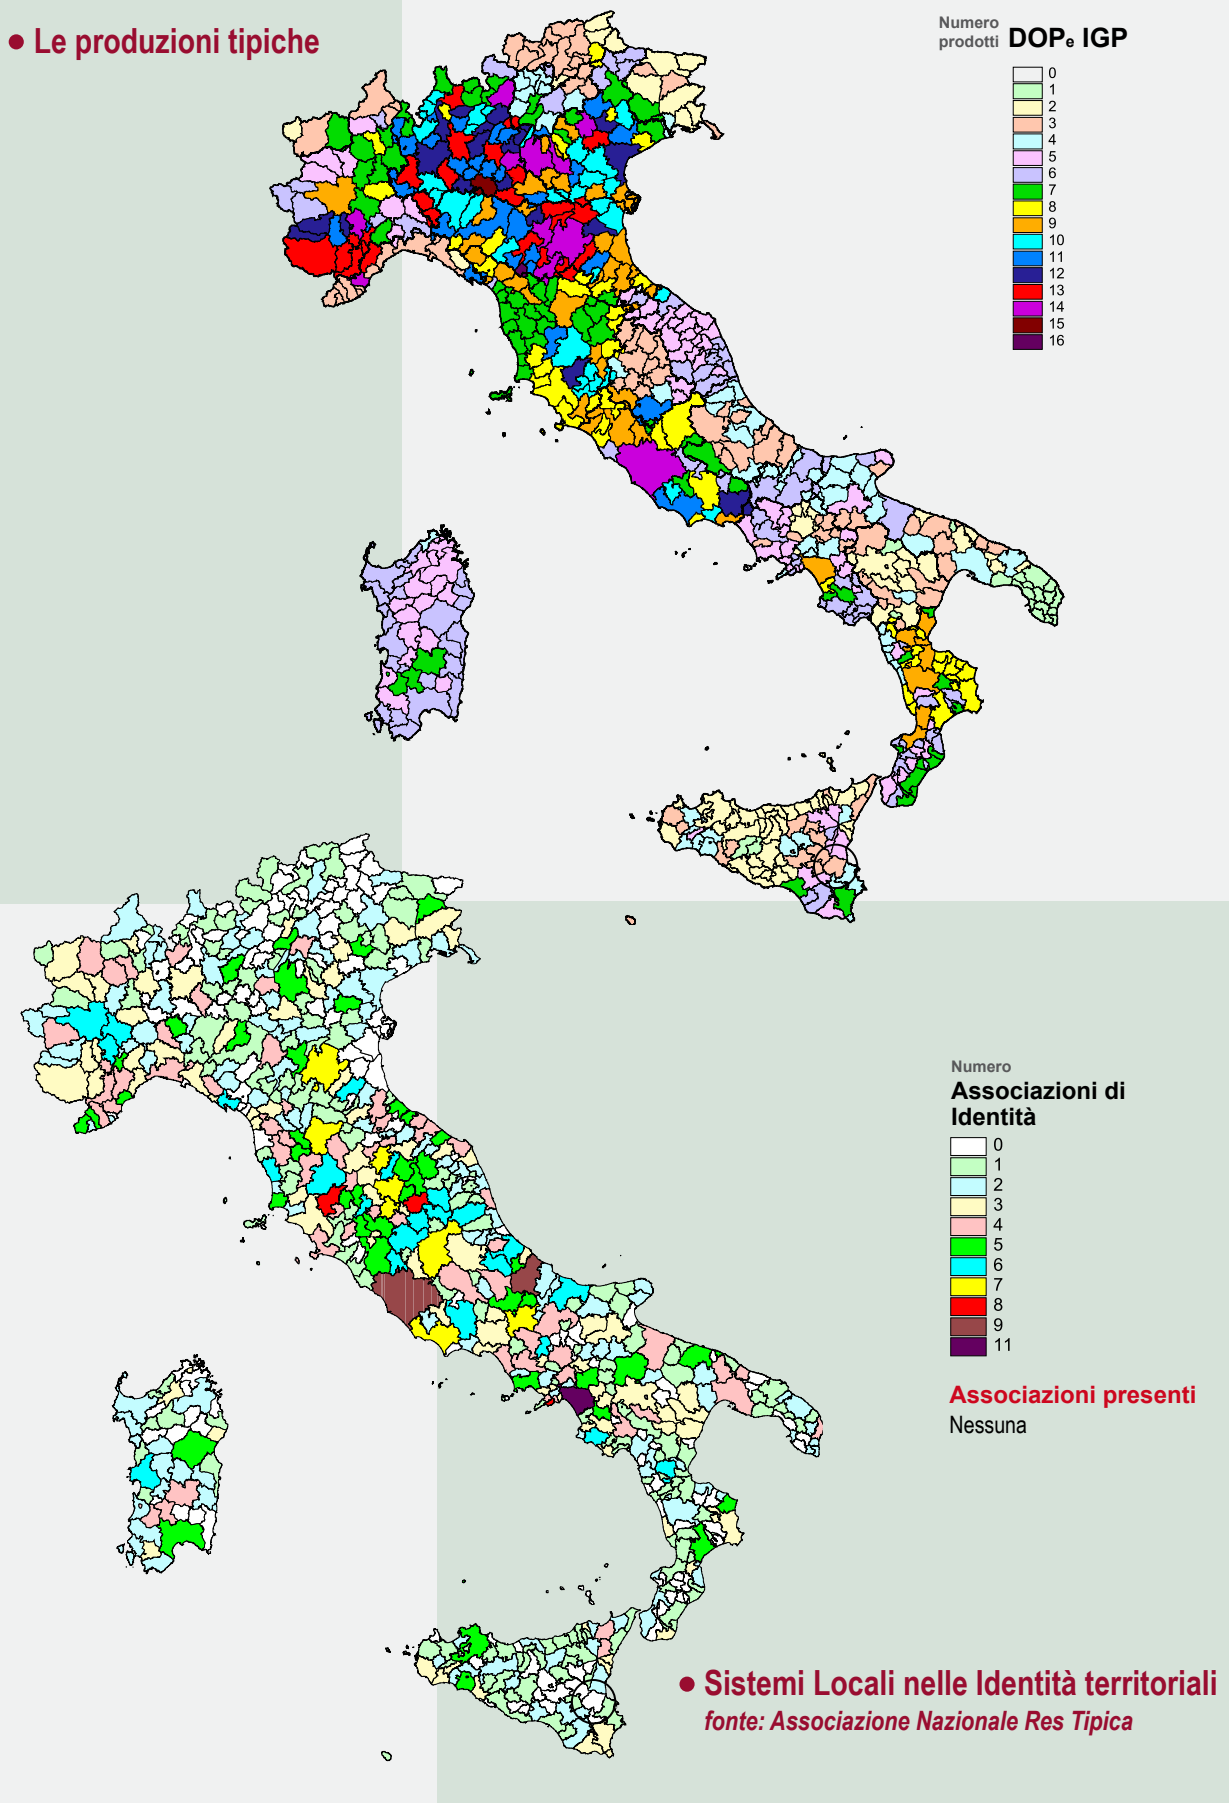 • Le produzioni tipiche
Numero
prodotti DOPe IGP
0
1
2
3
4
5
6
7
8
9
10
11
12
13
14
15
16
Numero
Associazioni di
Identità
0
1
2
3
4
5
6
7
8
9
11
Associazioni presenti
Nessuna
• Sistemi Locali nelle Identità territoriali
fonte: Associazione Nazionale Res Tipica